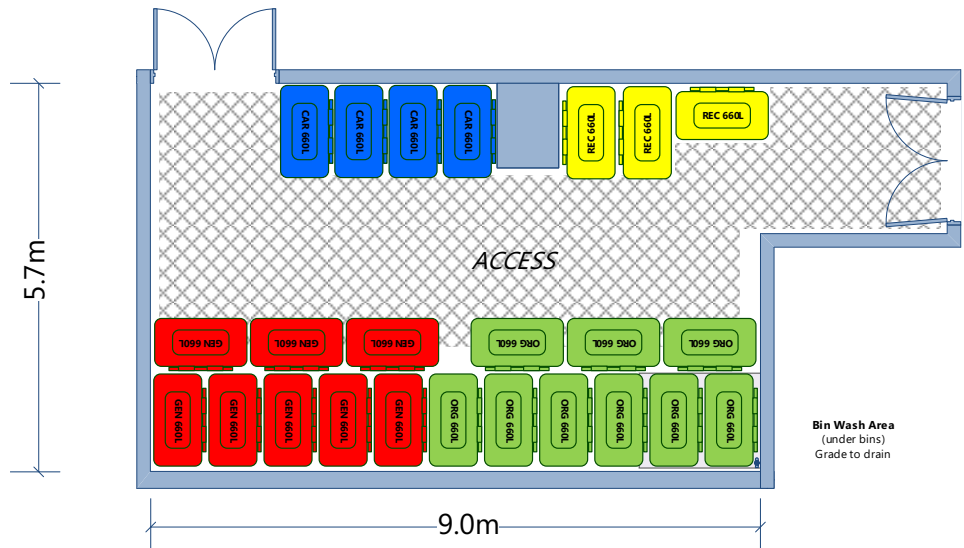 CAR 660L
CAR 660L
CAR 660L
CAR 660L
REC 660L
REC 660L
REC 660L
5.7m
ACCESS
GEN 660L
GEN 660L
GEN 660L
ORG 660L
ORG 660L
ORG 660L
GEN 660L
GEN 660L
GEN 660L
GEN 660L
GEN 660L
ORG 660L
ORG 660L
ORG 660L
ORG 660L
ORG 660L
ORG 660L
Bin Wash Area
(under bins)
Grade to drain
9.0m